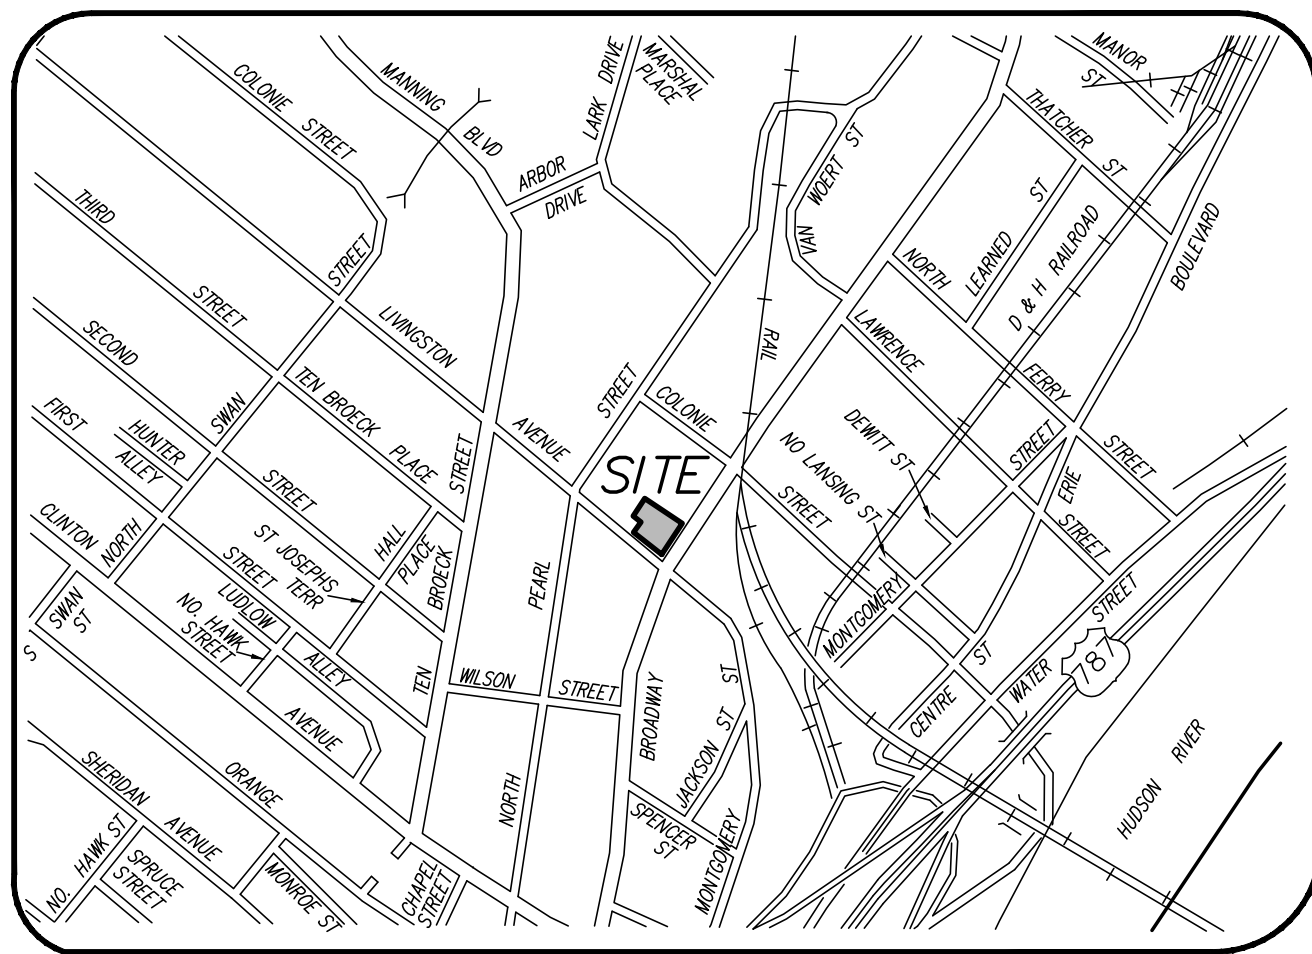 COLONIE
STREET
MANNING
BLVD
LARK DRIVE
MARSHAL
PLACE
MANOR
ST
ARBOR
DRIVE
THATCHER
ST
VAN
WOERT ST
THIRD
STREET
STREET
LEARNED
ST
D & H RAILROAD
BOULEVARD
NORTH
FERRY
STREET
LAWRENCE
STREET
STREET
SECOND
STREET
LIVINGSTON
AVENUE
TEN BROECK
PLACE
RAIL
STREET
COLONIE
STREET
DEWITT ST
NO LANSING ST
ERIE
FIRST
STREET
HUNTER
ALLEY
SWAN
NORTH
STREET
SITE
CLINTON
AVENUE
ST JOSEPHS
TERR
HALL
PLACE
BROECK
TEN
PEARL
NORTH
LUDLOW
ALLEY
NO. HAWK
STREET
SWAN
ST
S
MONTGOMERY
ST
STREET
WATER
787
CENTRE
WILSON
STREET
BROADWAY
ST
JACKSON ST
SPENCER
ST
MONTGOMERY
HUDSON RIVER
ORANGE
SHERIDAN
AVENUE
NO. HAWK ST
SPRUCE
STREET
MONROE ST
CHAPEL
STREET